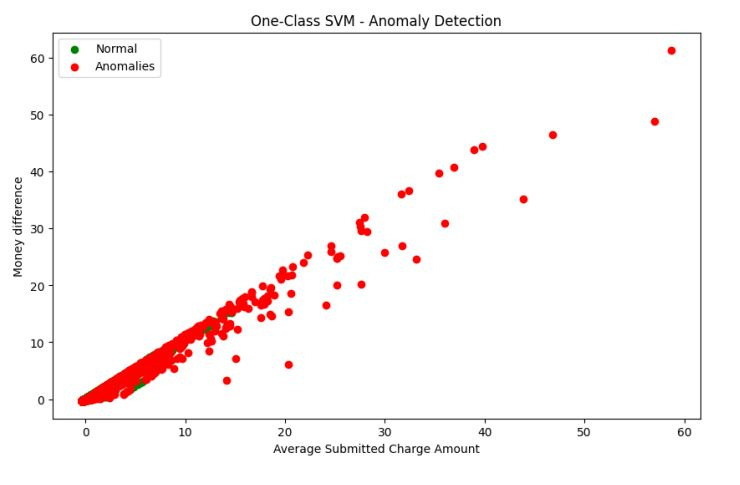 One-Class SVM - Anomaly Detection
Normal
Anomalies
60
50
40
30
20
10
0
Money difference
0 10 20 30 40 50 60
Average Submitted Charge Amount